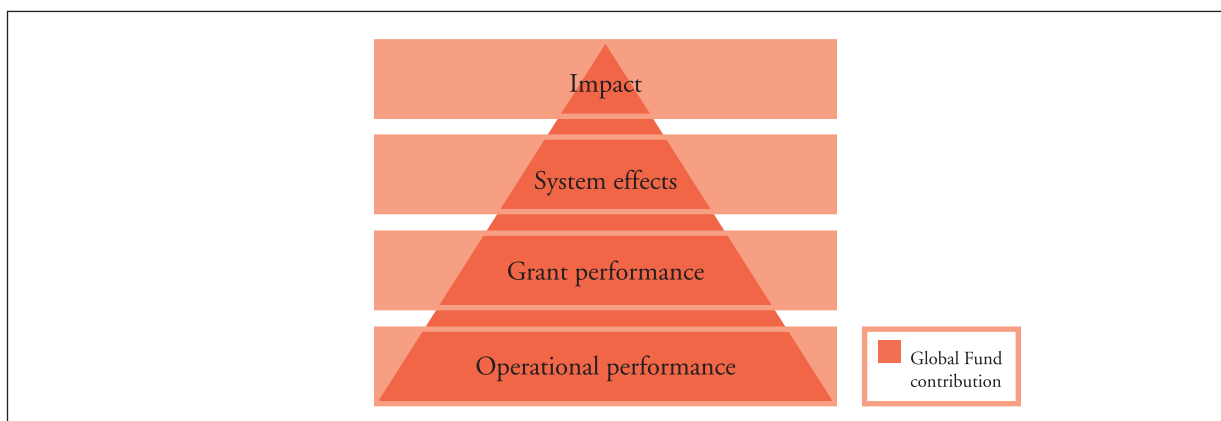 Impact
System effects
Grant performance
Operational performance
Global Fund
contribution